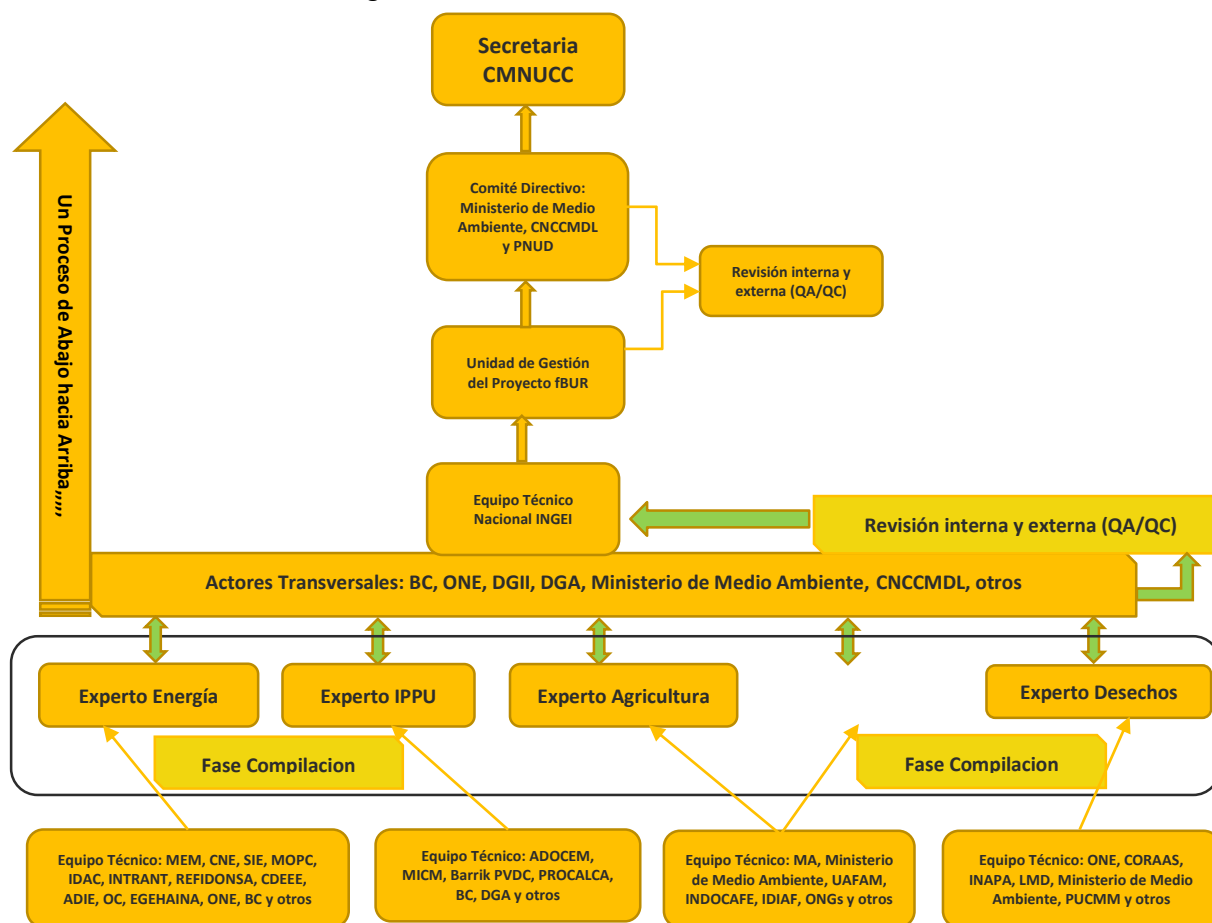 Secretaria
CMNUCC
Comité Directivo:
Ministerio de Medio
Ambiente, CNCCMDL
y PNUD
Revisión interna y
externa (QA/QC)
Un Proceso de Abajo hacia Arriba,,,,,
Unidad de Gestión
del Proyecto fBUR
Equipo Técnico
Nacional INGEI
Revisión interna y externa (QA/QC)
Actores Transversales: BC, ONE, DGII, DGA, Ministerio de Medio Ambiente, CNCCMDL, otros
Experto Energía
Experto IPPU
Experto Agricultura
Experto Desechos
Fase Compilacion
Fase Compilacion
Equipo Técnico: MEM, CNE, SIE, MOPC,
IDAC, INTRANT, REFIDONSA, CDEEE,
ADIE, OC, EGEHAINA, ONE, BC y otros
Equipo Técnico: ADOCEM,
MICM, Barrik PVDC, PROCALCA,
BC, DGA y otros
Equipo Técnico: MA, Ministerio
de Medio Ambiente, UAFAM,
INDOCAFE, IDIAF, ONGs y otros
Equipo Técnico: ONE, CORAAS,
INAPA, LMD, Ministerio de Medio
Ambiente, PUCMM y otros